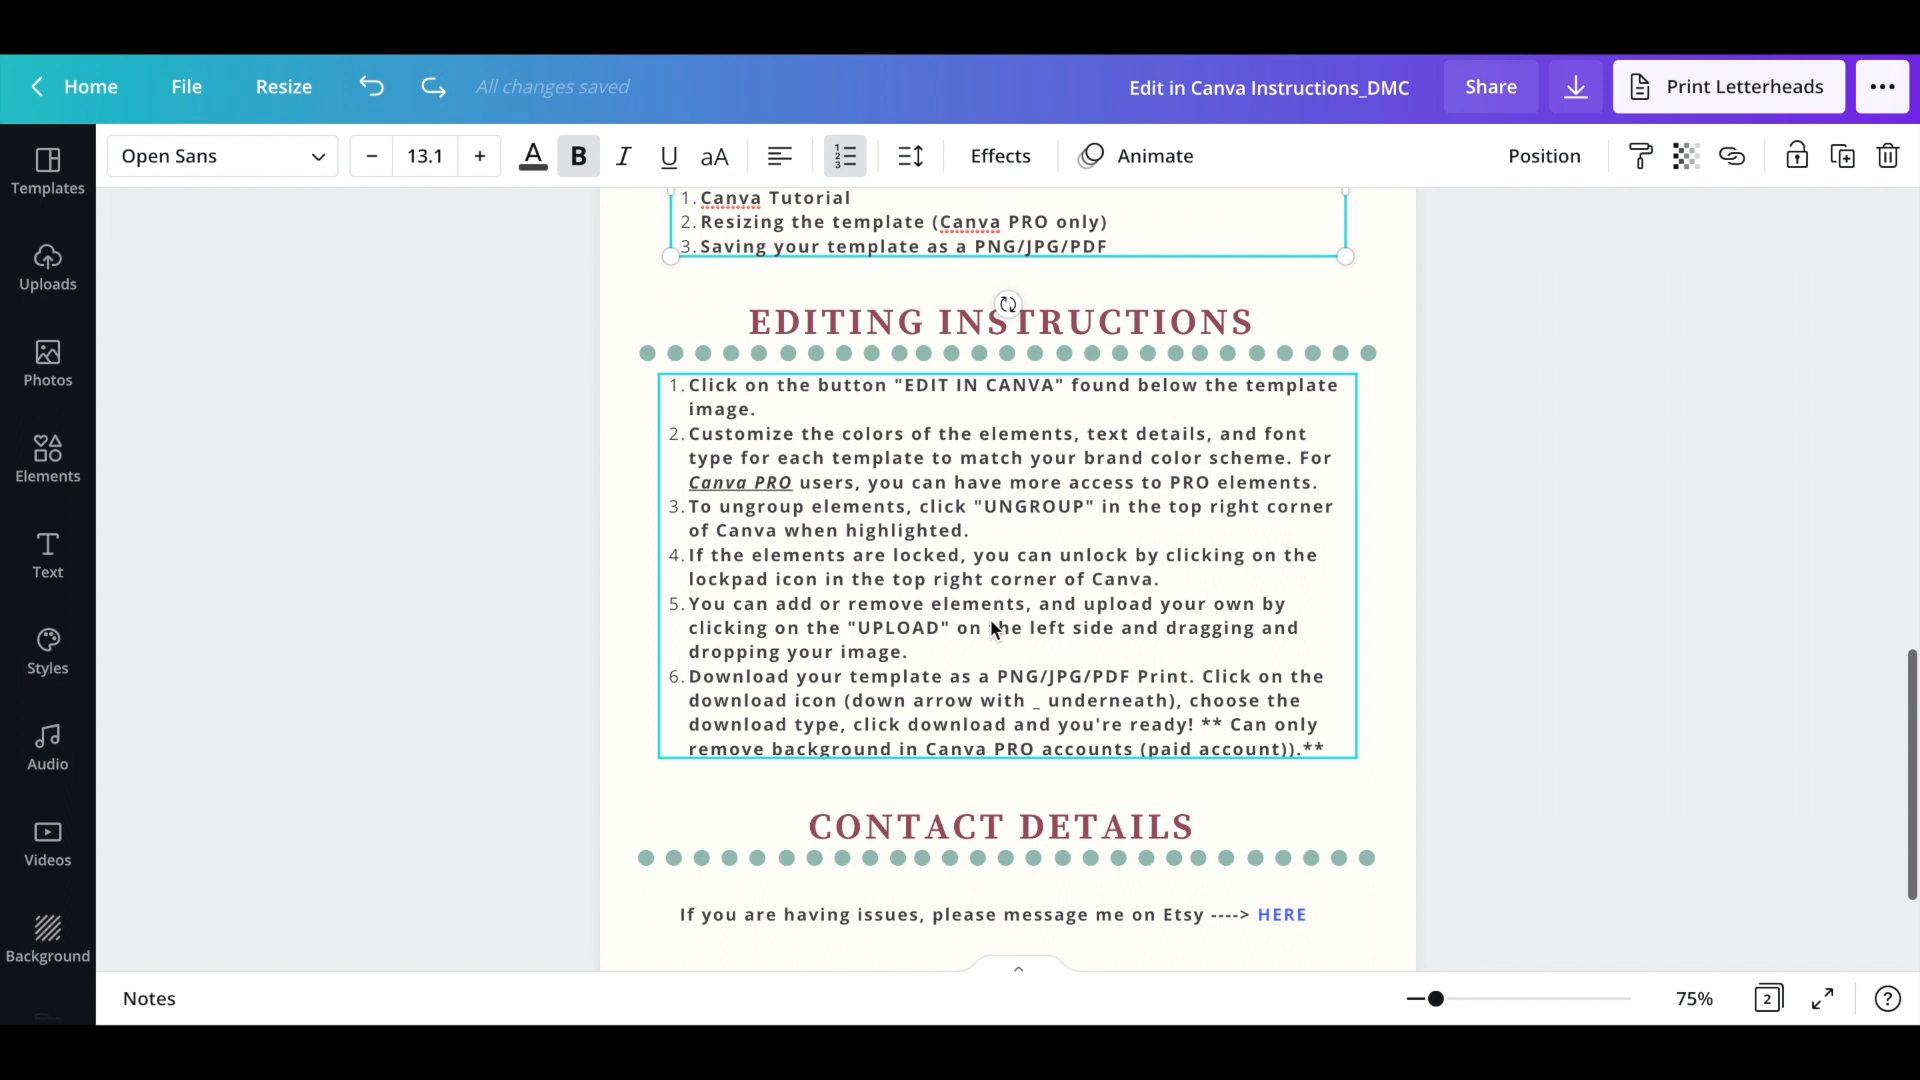 Home File Resize All changes saved Edit in Canva Instructions_DMC Share Print Letterheads
Open Sans − 13.1 + A B I U aA Effects Animate Position
Templates
Uploads
Photos
Elements
Text
Styles
Audio
Videos
Background
1. Canva Tutorial
2. Resizing the template (Canva PRO only)
3. Saving your template as a PNG/JPG/PDF
EDITING INSTRUCTIONS
1. Click on the button "EDIT IN CANVA" found below the template
image.
2. Customize the colors of the elements, text details, and font
type for each template to match your brand color scheme. For
Canva PRO users, you can have more access to PRO elements.
3. To ungroup elements, click "UNGROUP" in the top right corner
of Canva when highlighted.
4. If the elements are locked, you can unlock by clicking on the
lockpad icon in the top right corner of Canva.
5. You can add or remove elements, and upload your own by
clicking on the "UPLOAD" on the left side and dragging and
dropping your image.
6. Download your template as a PNG/JPG/PDF Print. Click on the
download icon (down arrow with _ underneath), choose the
download type, click download and you're ready! ** Can only
remove background in Canva PRO accounts (paid account)).**
CONTACT DETAILS
If you are having issues, please message me on Etsy ----> HERE
Notes 75% 2 ?